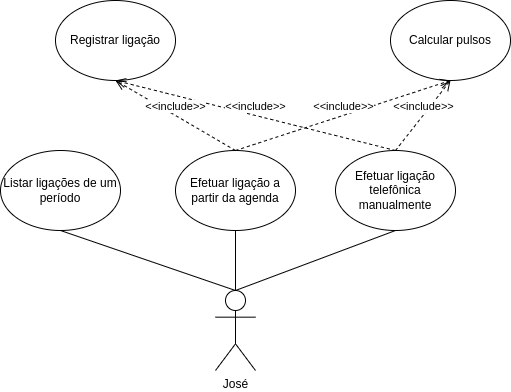 Registrar ligação
Calcular pulsos
<<include>>
<<include>>
<<include>>
<<include>>
Listar ligações de um
período
Efetuar ligação a
partir da agenda
Efetuar ligação
telefônica
manualmente
José